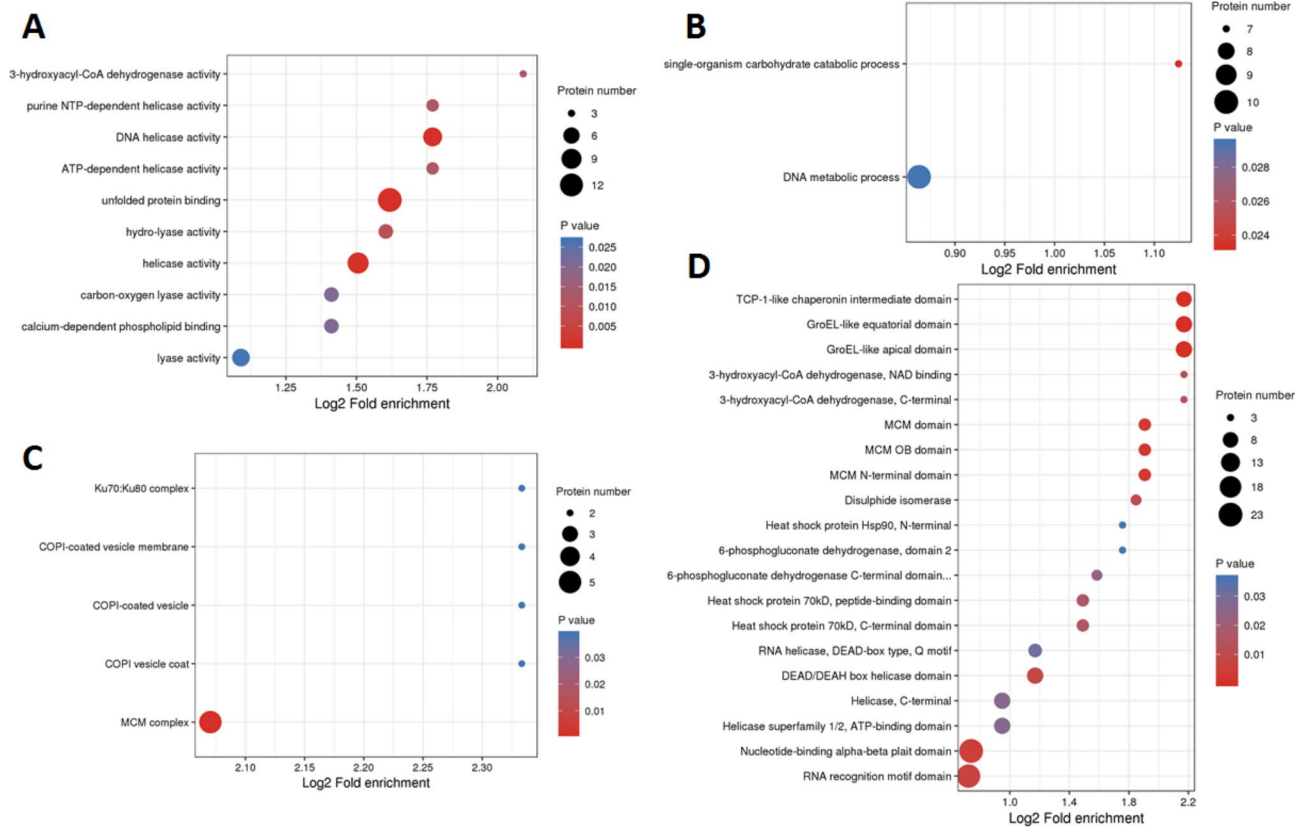 A
3-hydroxyacyl-CoA dehydrogenase activity
purine NTP-dependent helicase activity
DNA helicase activity
ATP-dependent helicase activity
unfolded protein binding
hydro-lyase activity
helicase activity
carbon-oxygen lyase activity
calcium-dependent phospholipid binding
lyase activity
1.25 1.50 1.75 2.00
Log2 Fold enrichment
Protein number
3
6
9
12
P value
0.025
0.020
0.015
0.010
0.005
B
single-organism carbohydrate catabolic process
DNA metabolic process
0.90 0.95 1.00 1.05 1.10
Log2 Fold enrichment
Protein number
7
8
9
10
P value
0.028
0.026
0.024
C
Ku70:Ku80 complex
COPI-coated vesicle membrane
COPI-coated vesicle
COPI vesicle coat
MCM complex
2.10 2.15 2.20 2.25 2.30
Log2 Fold enrichment
Protein number
2
3
4
5
P value
0.03
0.02
0.01
D
TCP-1-like chaperonin intermediate domain
GroEL-like equatorial domain
GroEL-like apical domain
3-hydroxyacyl-CoA dehydrogenase, NAD binding
3-hydroxyacyl-CoA dehydrogenase, C-terminal
MCM domain
MCM OB domain
MCM N-terminal domain
Disulphide isomerase
Heat shock protein Hsp90, N-terminal
6-phosphogluconate dehydrogenase, domain 2
6-phosphogluconate dehydrogenase C-terminal domain...
Heat shock protein 70kD, peptide-binding domain
Heat shock protein 70kD, C-terminal domain
RNA helicase, DEAD-box type, Q motif
DEAD/DEAH box helicase domain
Helicase, C-terminal
Helicase superfamily 1/2, ATP-binding domain
Nucleotide-binding alpha-beta plait domain
RNA recognition motif domain
1.0 1.4 1.8 2.2
Log2 Fold enrichment
Protein number
3
8
13
18
23
P value
0.03
0.02
0.01